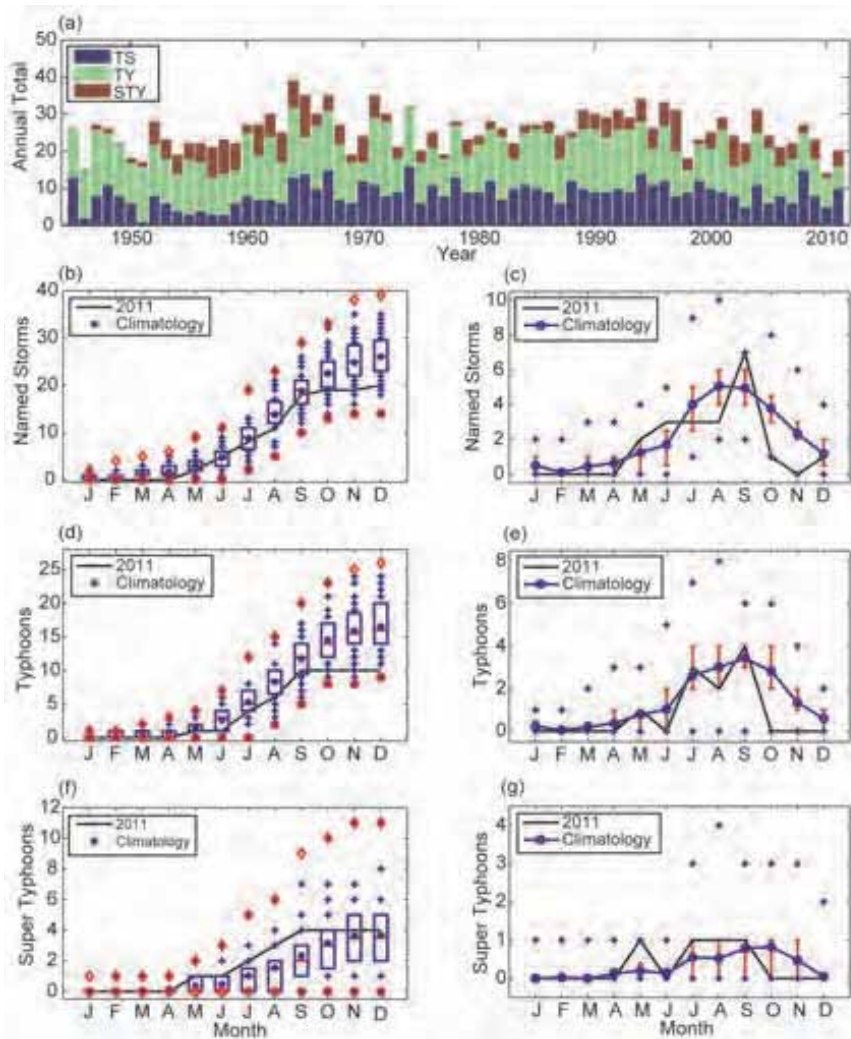 (a)
50
40
30
20
10
0
Annual Total
TS
TY
STY
1950 1960 1970 1980 1990 2000 2010
Year
(b)
40
30
20
10
0
Named Storms
2011
Climatology
J F M A M J J A S O N D
(c)
10
8
6
4
2
0
Named Storms
2011
Climatology
J F M A M J J A S O N D
(d)
25
20
15
10
5
0
Typhoons
2011
Climatology
J F M A M J J A S O N D
(e)
8
6
4
2
0
Typhoons
2011
Climatology
J F M A M J J A S O N D
(f)
12
10
8
6
4
2
0
Super Typhoons
2011
Climatology
J F M A M J J A S O N D
Month
(g)
4
3
2
1
0
Super Typhoons
2011
Climatology
J F M A M J J A S O N D
Month